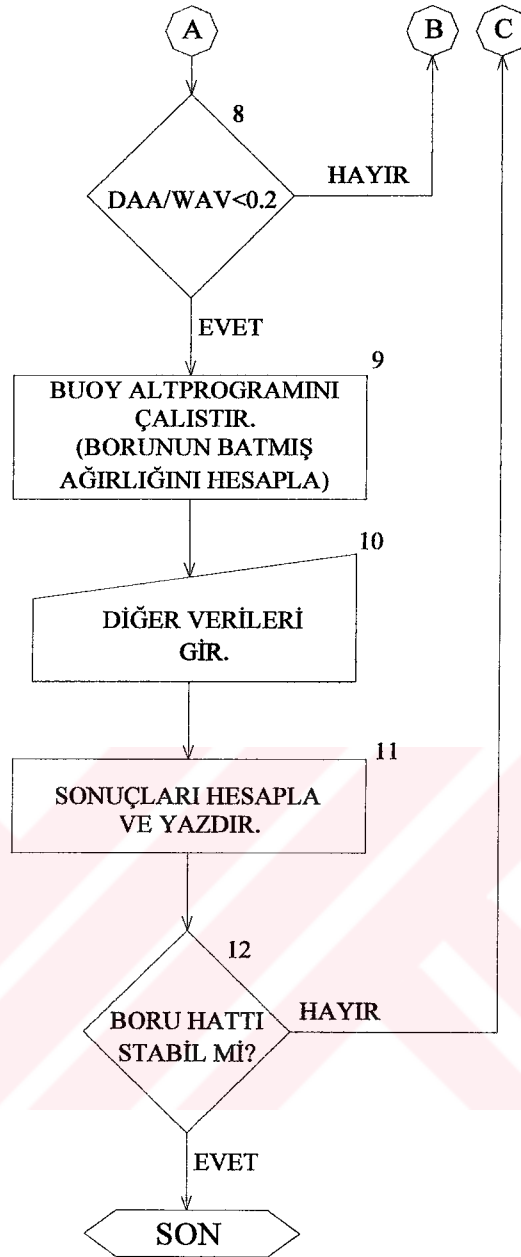 A
B
C
8
HAYIR
DAA/WAV<0.2
EVET
9
BUOY ALTPROGRAMINI
ÇALISTIR.
(BORUNUN BATMIŞ
AĞIRLIĞINI HESAPLA)
10
DİĞER VERİLERİ
GİR.
11
SONUÇLARI HESAPLA
VE YAZDIR.
12
HAYIR
BORU HATTI
STABİL Mİ?
EVET
SON